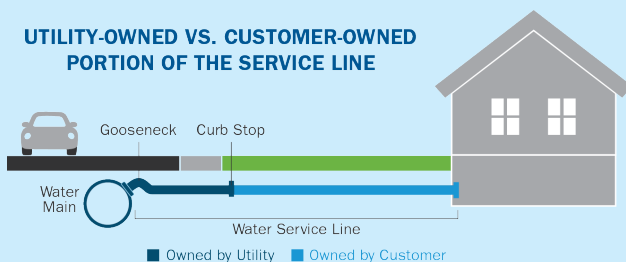 UTILITY-OWNED VS. CUSTOMER-OWNED
PORTION OF THE SERVICE LINE
Gooseneck
Curb Stop
Water
Main
Water Service Line
Owned by Utility
Owned by Customer